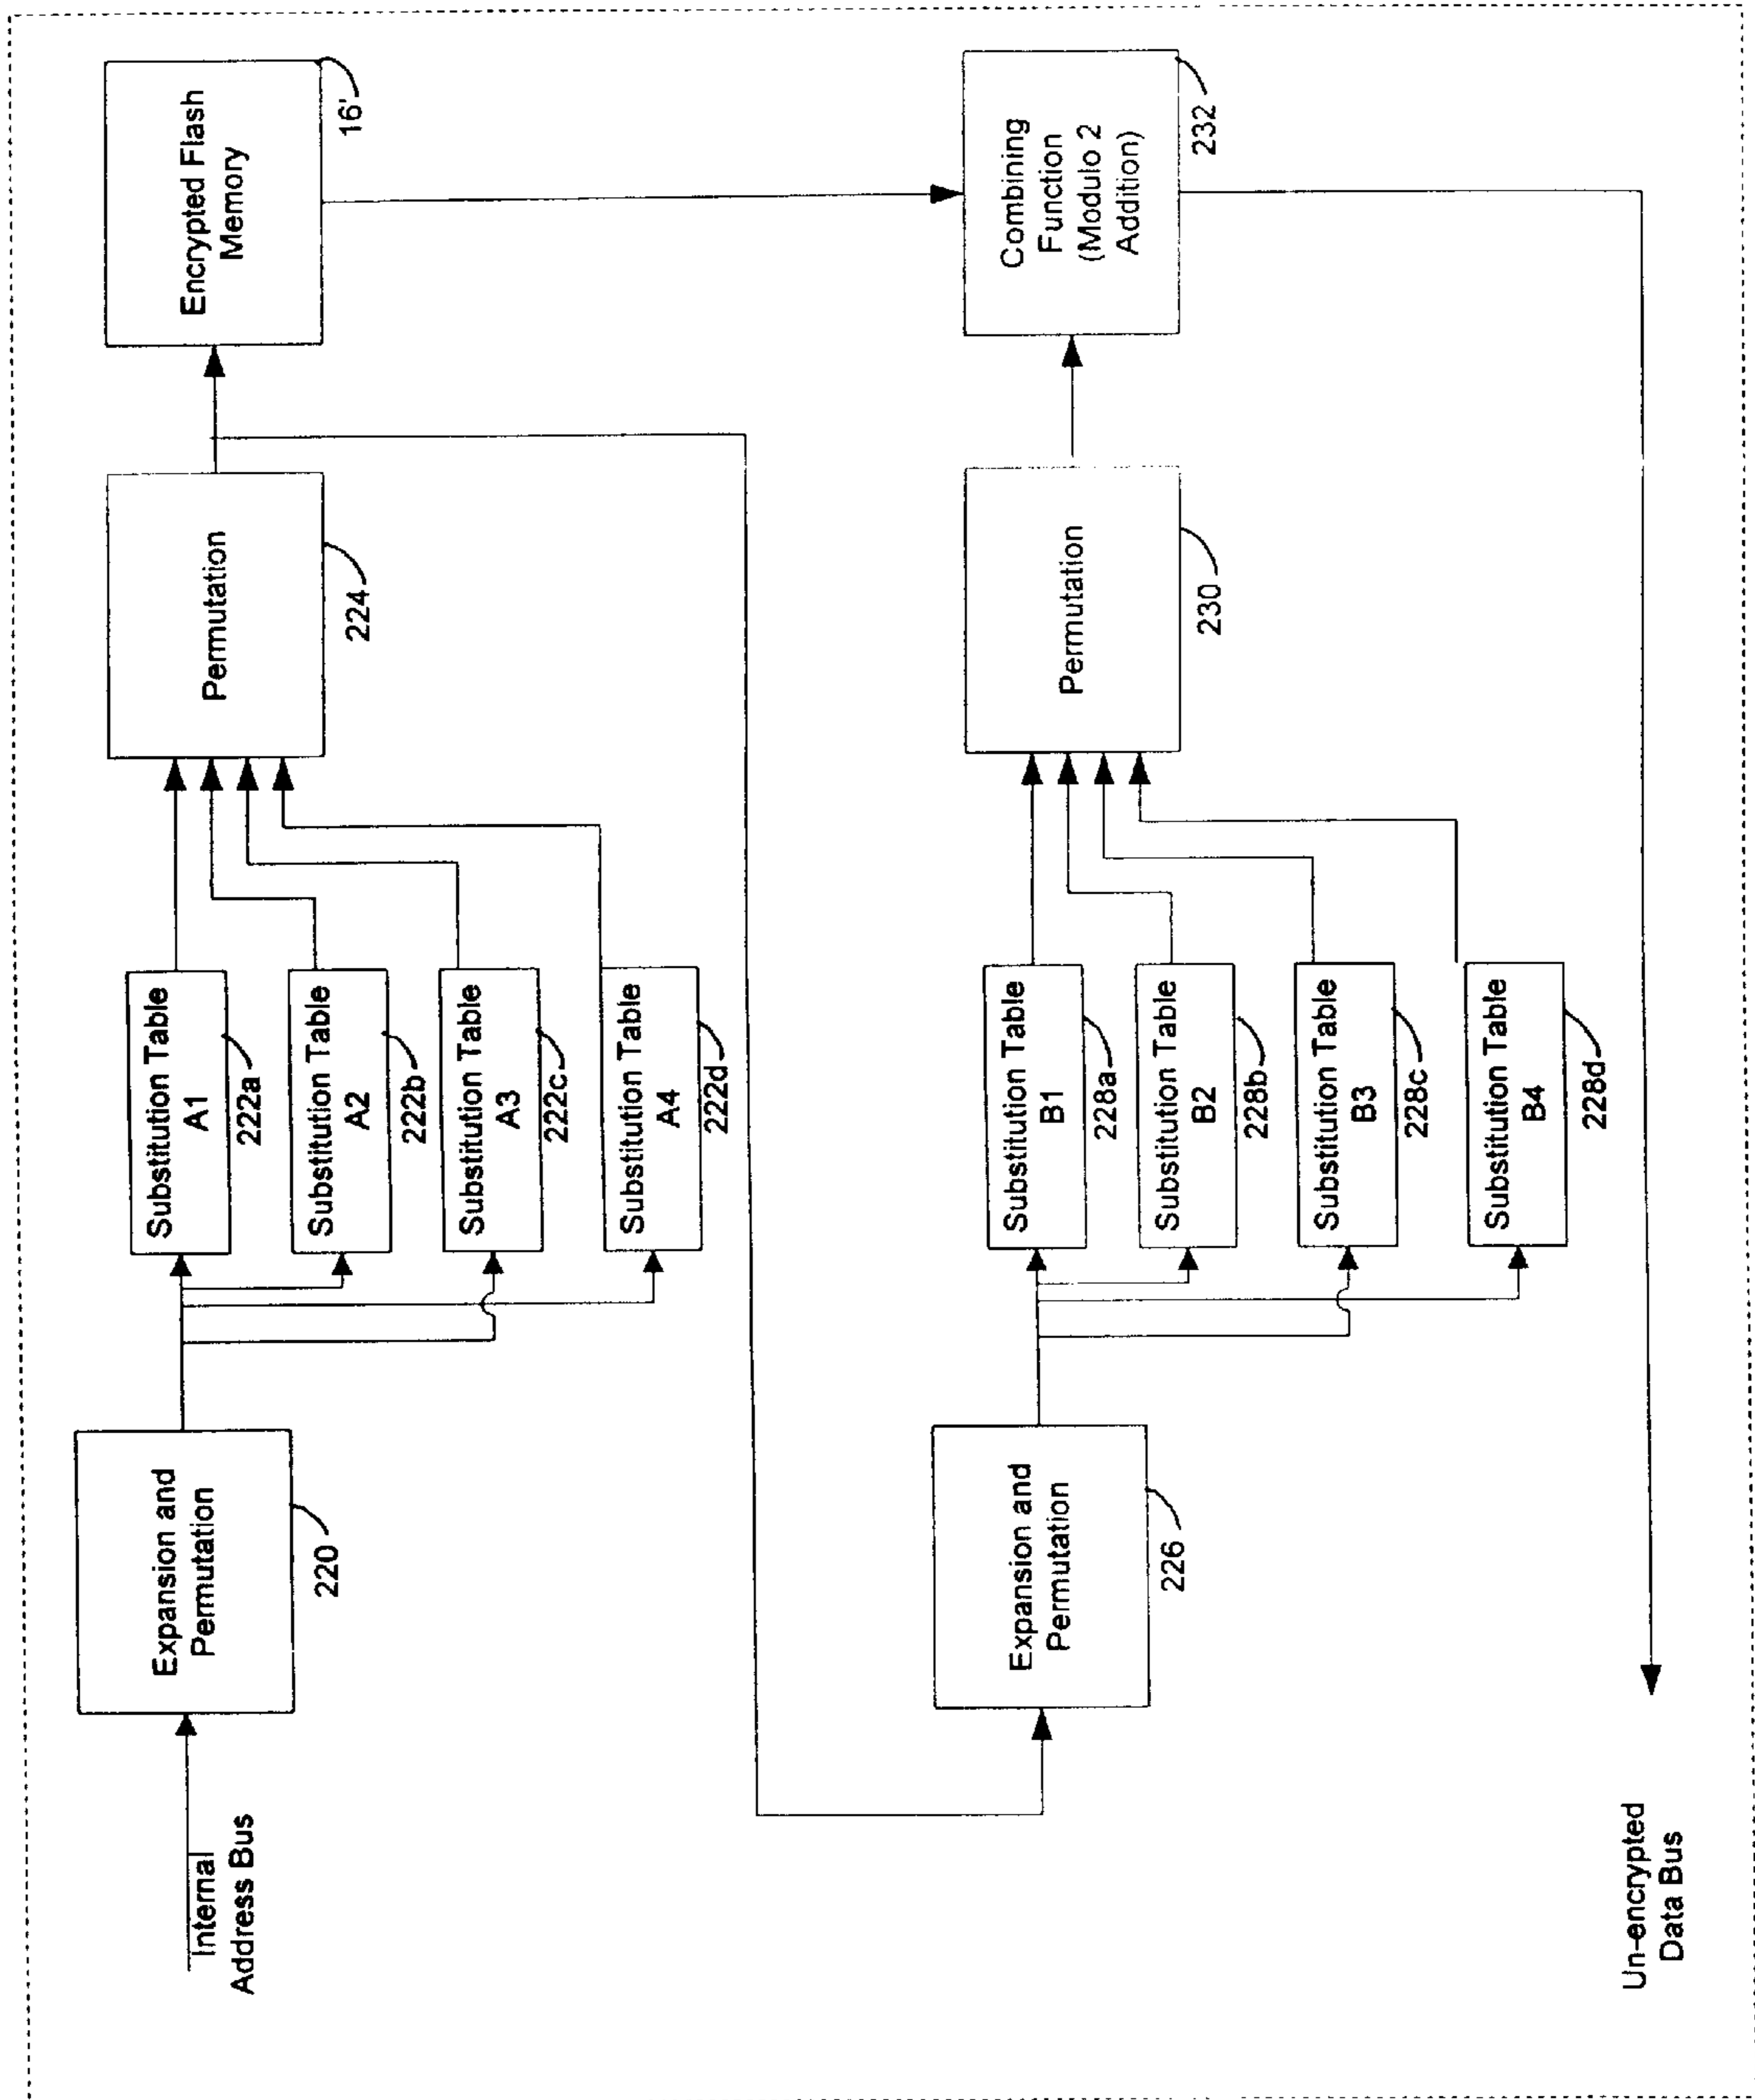 Internal
Address Bus
Expansion and
Permutation
220
Substitution Table
A1
222a
Substitution Table
A2
222b
Substitution Table
A3
222c
Substitution Table
A4
222d
Permutation
224
Encrypted Flash
Memory
16'
Expansion and
Permutation
226
Substitution Table
B1
228a
Substitution Table
B2
228b
Substitution Table
B3
228c
Substitution Table
B4
228d
Permutation
230
Combining
Function
(Modulo 2
Addition)
232
Un-encrypted
Data Bus